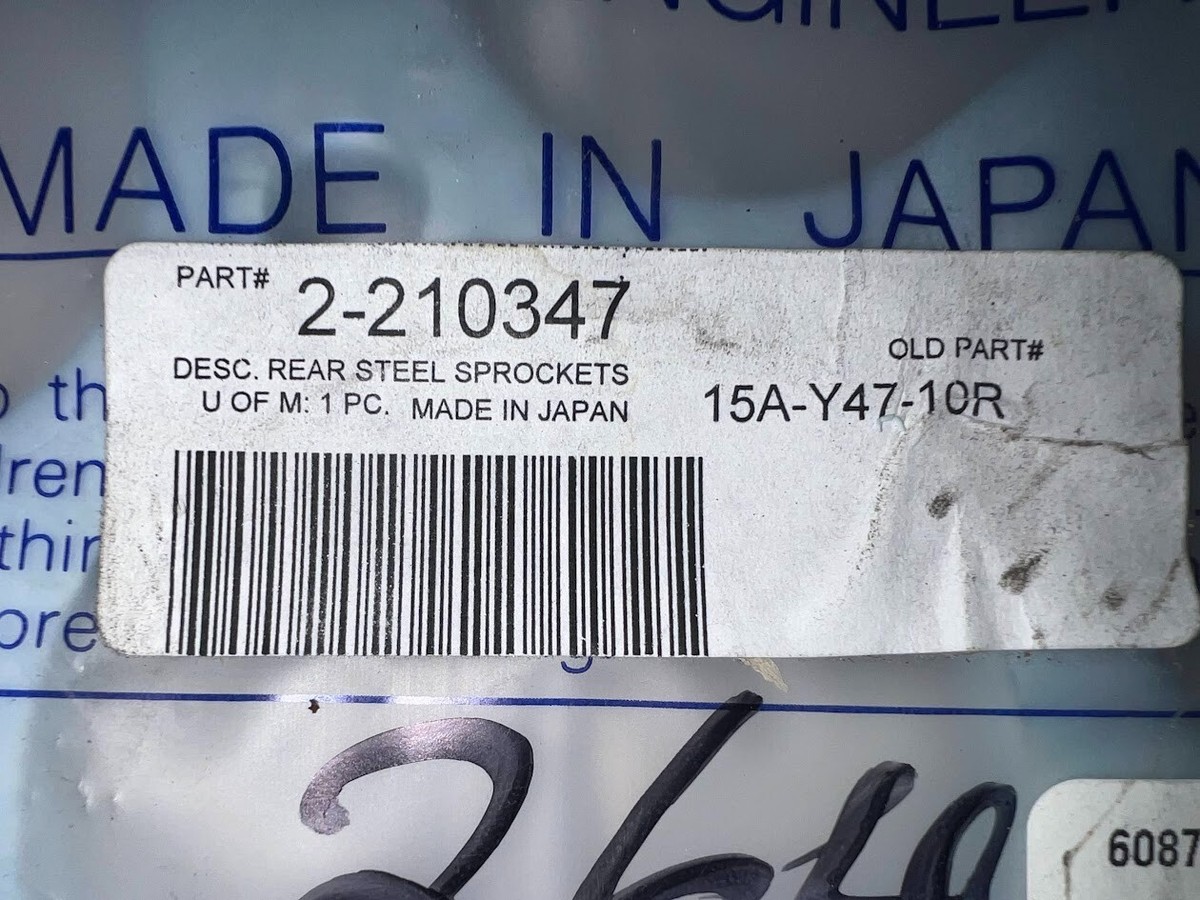 MADE IN JAPAN
PART# 2-210347
DESC. REAR STEEL SPROCKETS
U OF M: 1 PC. MADE IN JAPAN
OLD PART#
15A-Y47-10R
6087